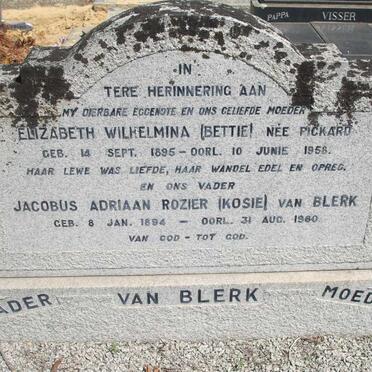 PAPPA VISSER
IN
TERE HERINNERING AAN
MY DIERBARE EGGENOTE EN ONS GELIEFDE MOEDER
ELIZABETH WILHELMINA (BETTIE) NÉE PICKARD
GEB. 14 SEPT. 1895 - OORL. 10 JUNIE 1958.
HAAR LEWE WAS LIEFDE, HAAR WANDEL EDEL EN OPREG.
EN ONS VADER
JACOBUS ADRIAAN ROZIER (KOSIE) VAN BLERK
GEB. 8 JAN. 1894 - OORL. 31 AUG. 1960.
VAN GOD - TOT GOD.
ADER VAN BLERK MOED